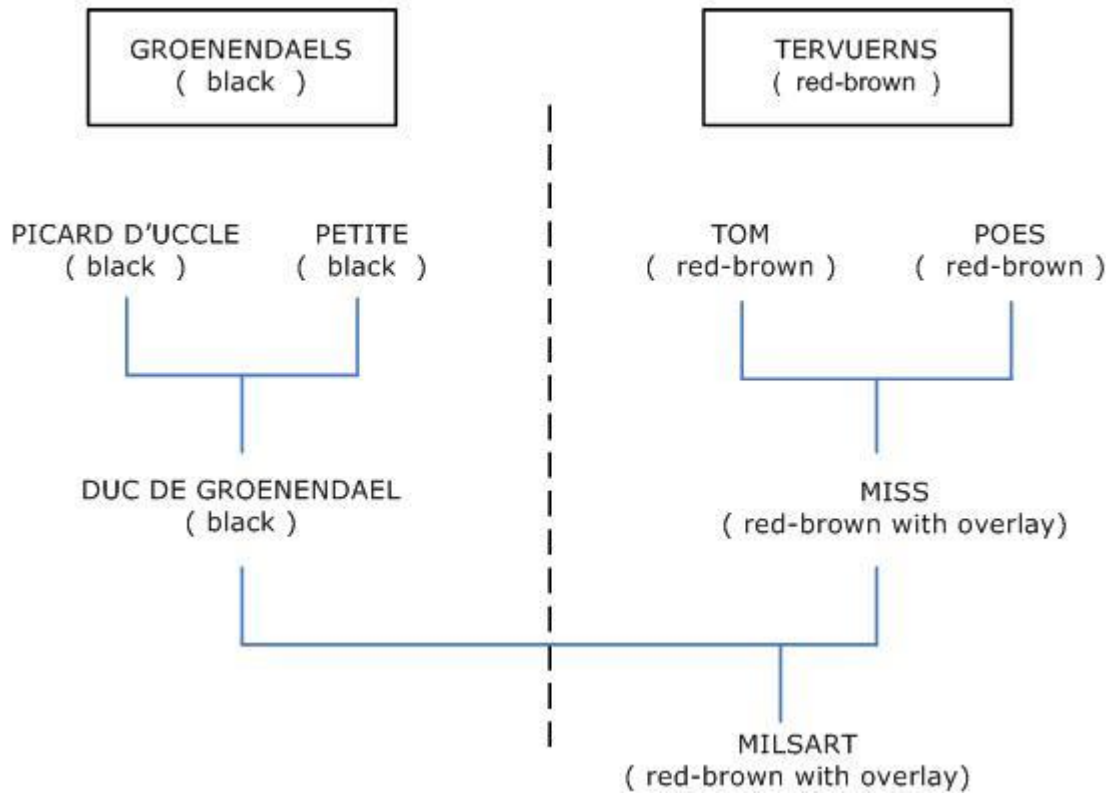 GROENENDAELS
( black )
TERVUERNS
( red-brown )
PICARD D'UCCLE
( black )
PETITE
( black )
TOM
( red-brown )
POES
( red-brown )
DUC DE GROENENDAEL
( black )
MISS
( red-brown with overlay)
MILSART
( red-brown with overlay)